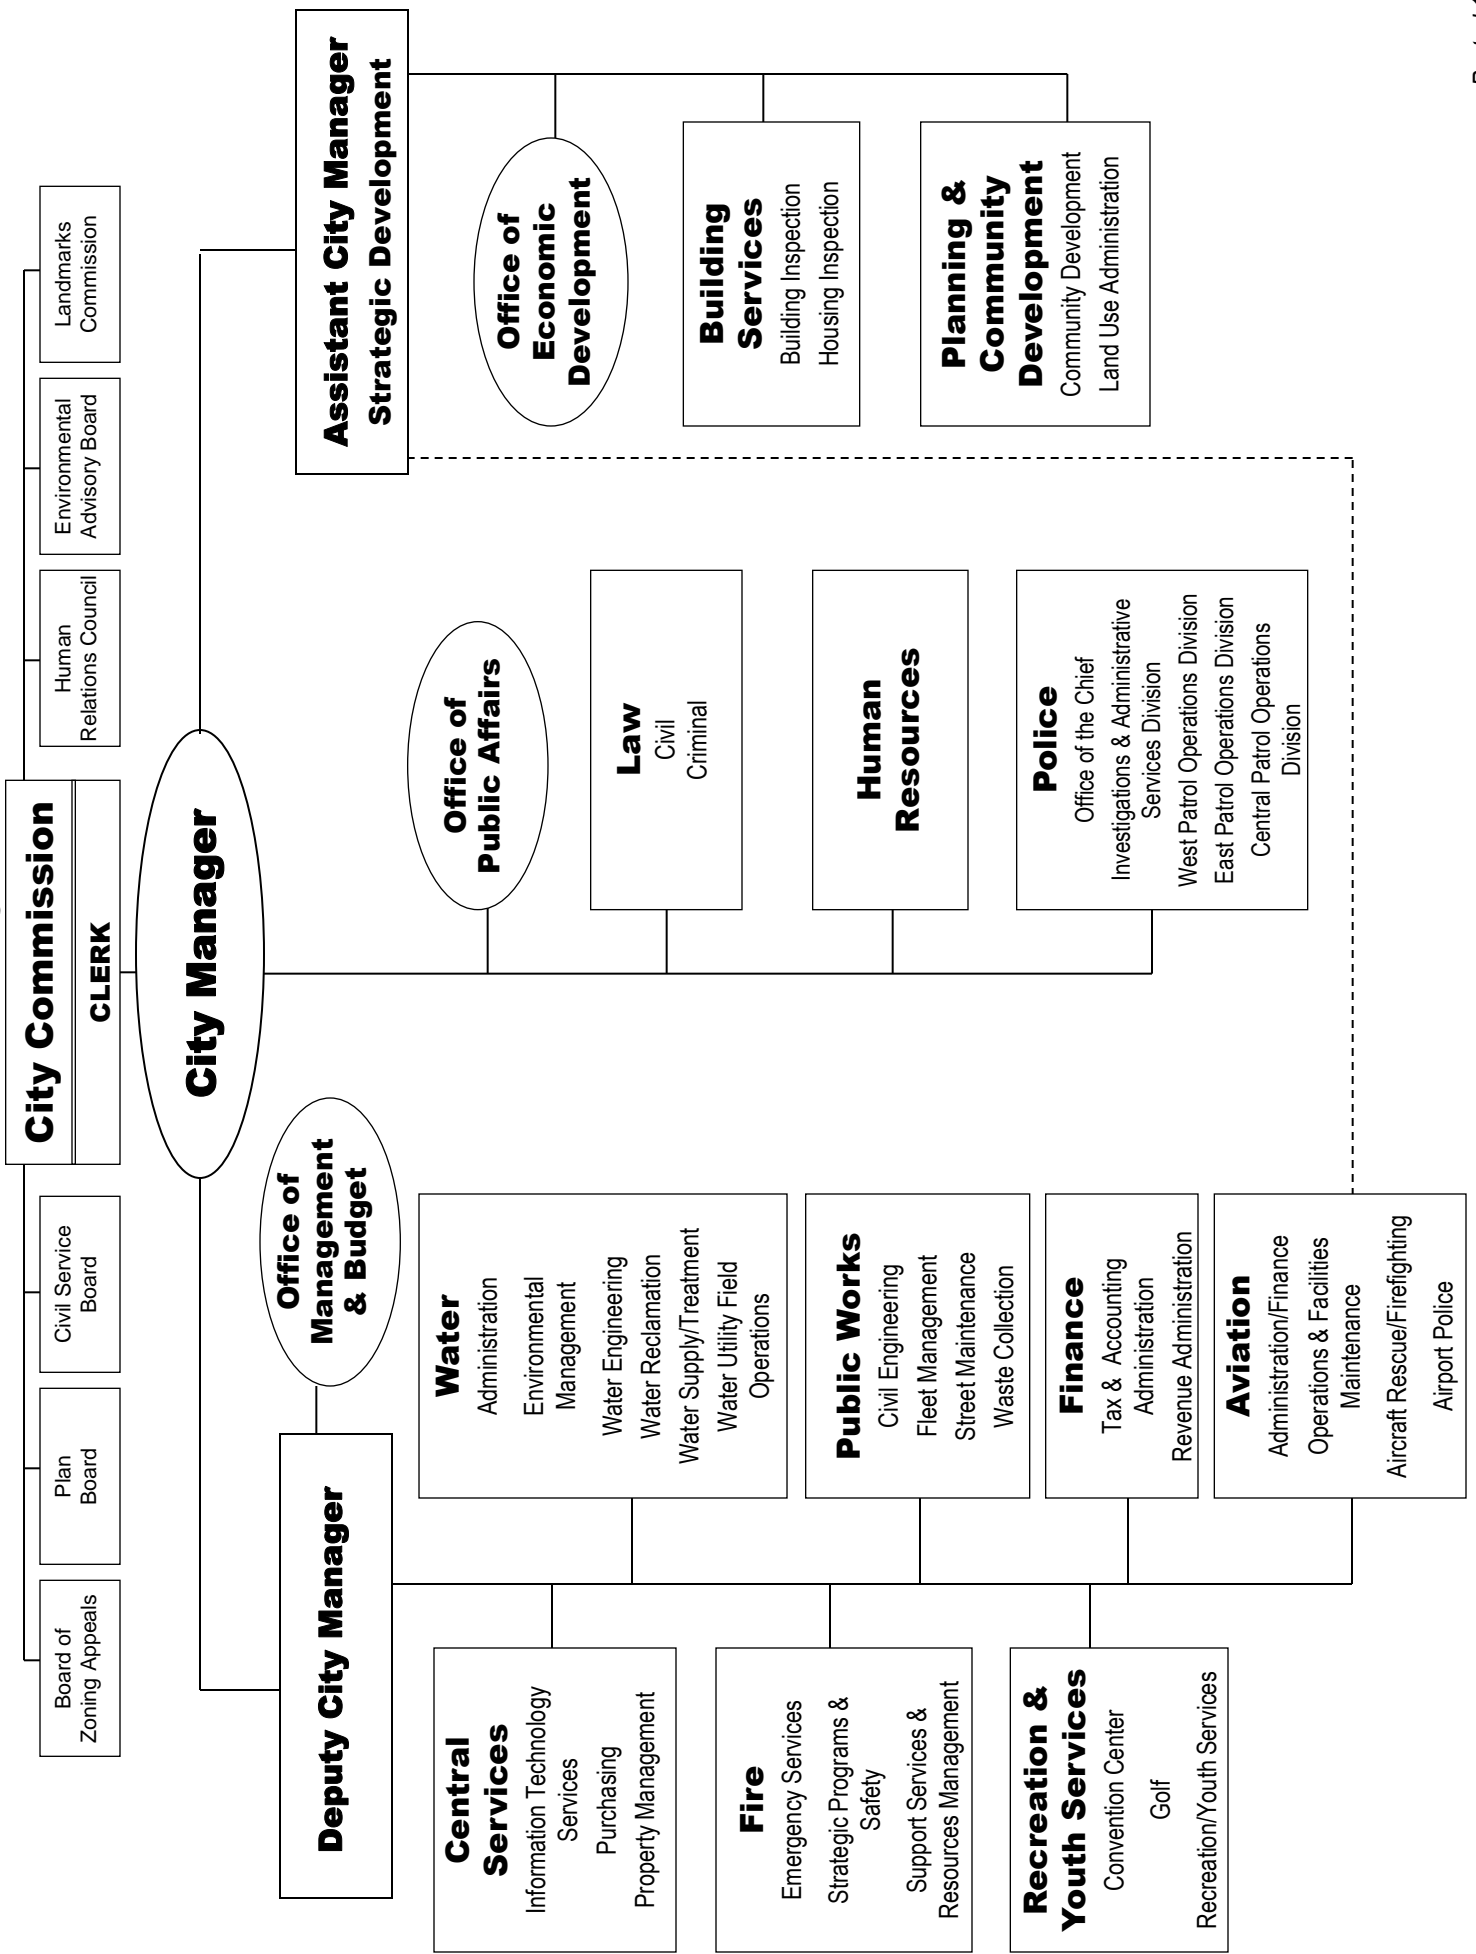 City Commission
CLERK
Board of
Zoning Appeals
Plan
Board
Civil Service
Board
Human
Relations Council
Environmental
Advisory Board
Landmarks
Commission
City Manager
Deputy City Manager
Office of
Management
& Budget
Assistant City Manager
Strategic Development
Central
Services
Information Technology
Services
Purchasing
Property Management
Fire
Emergency Services
Strategic Programs &
Safety
Support Services &
Resources Management
Recreation &
Youth Services
Convention Center
Golf
Recreation/Youth Services
Water
Administration
Environmental
Management
Water Engineering
Water Reclamation
Water Supply/Treatment
Water Utility Field
Operations
Public Works
Civil Engineering
Fleet Management
Street Maintenance
Waste Collection
Finance
Tax & Accounting
Administration
Revenue Administration
Aviation
Administration/Finance
Operations & Facilities
Maintenance
Aircraft Rescue/Firefighting
Airport Police
Office of
Public Affairs
Law
Civil
Criminal
Human
Resources
Police
Office of the Chief
Investigations & Administrative
Services Division
West Patrol Operations Division
East Patrol Operations Division
Central Patrol Operations
Division
Office of
Economic
Development
Building
Services
Building Inspection
Housing Inspection
Planning &
Community
Development
Community Development
Land Use Administration